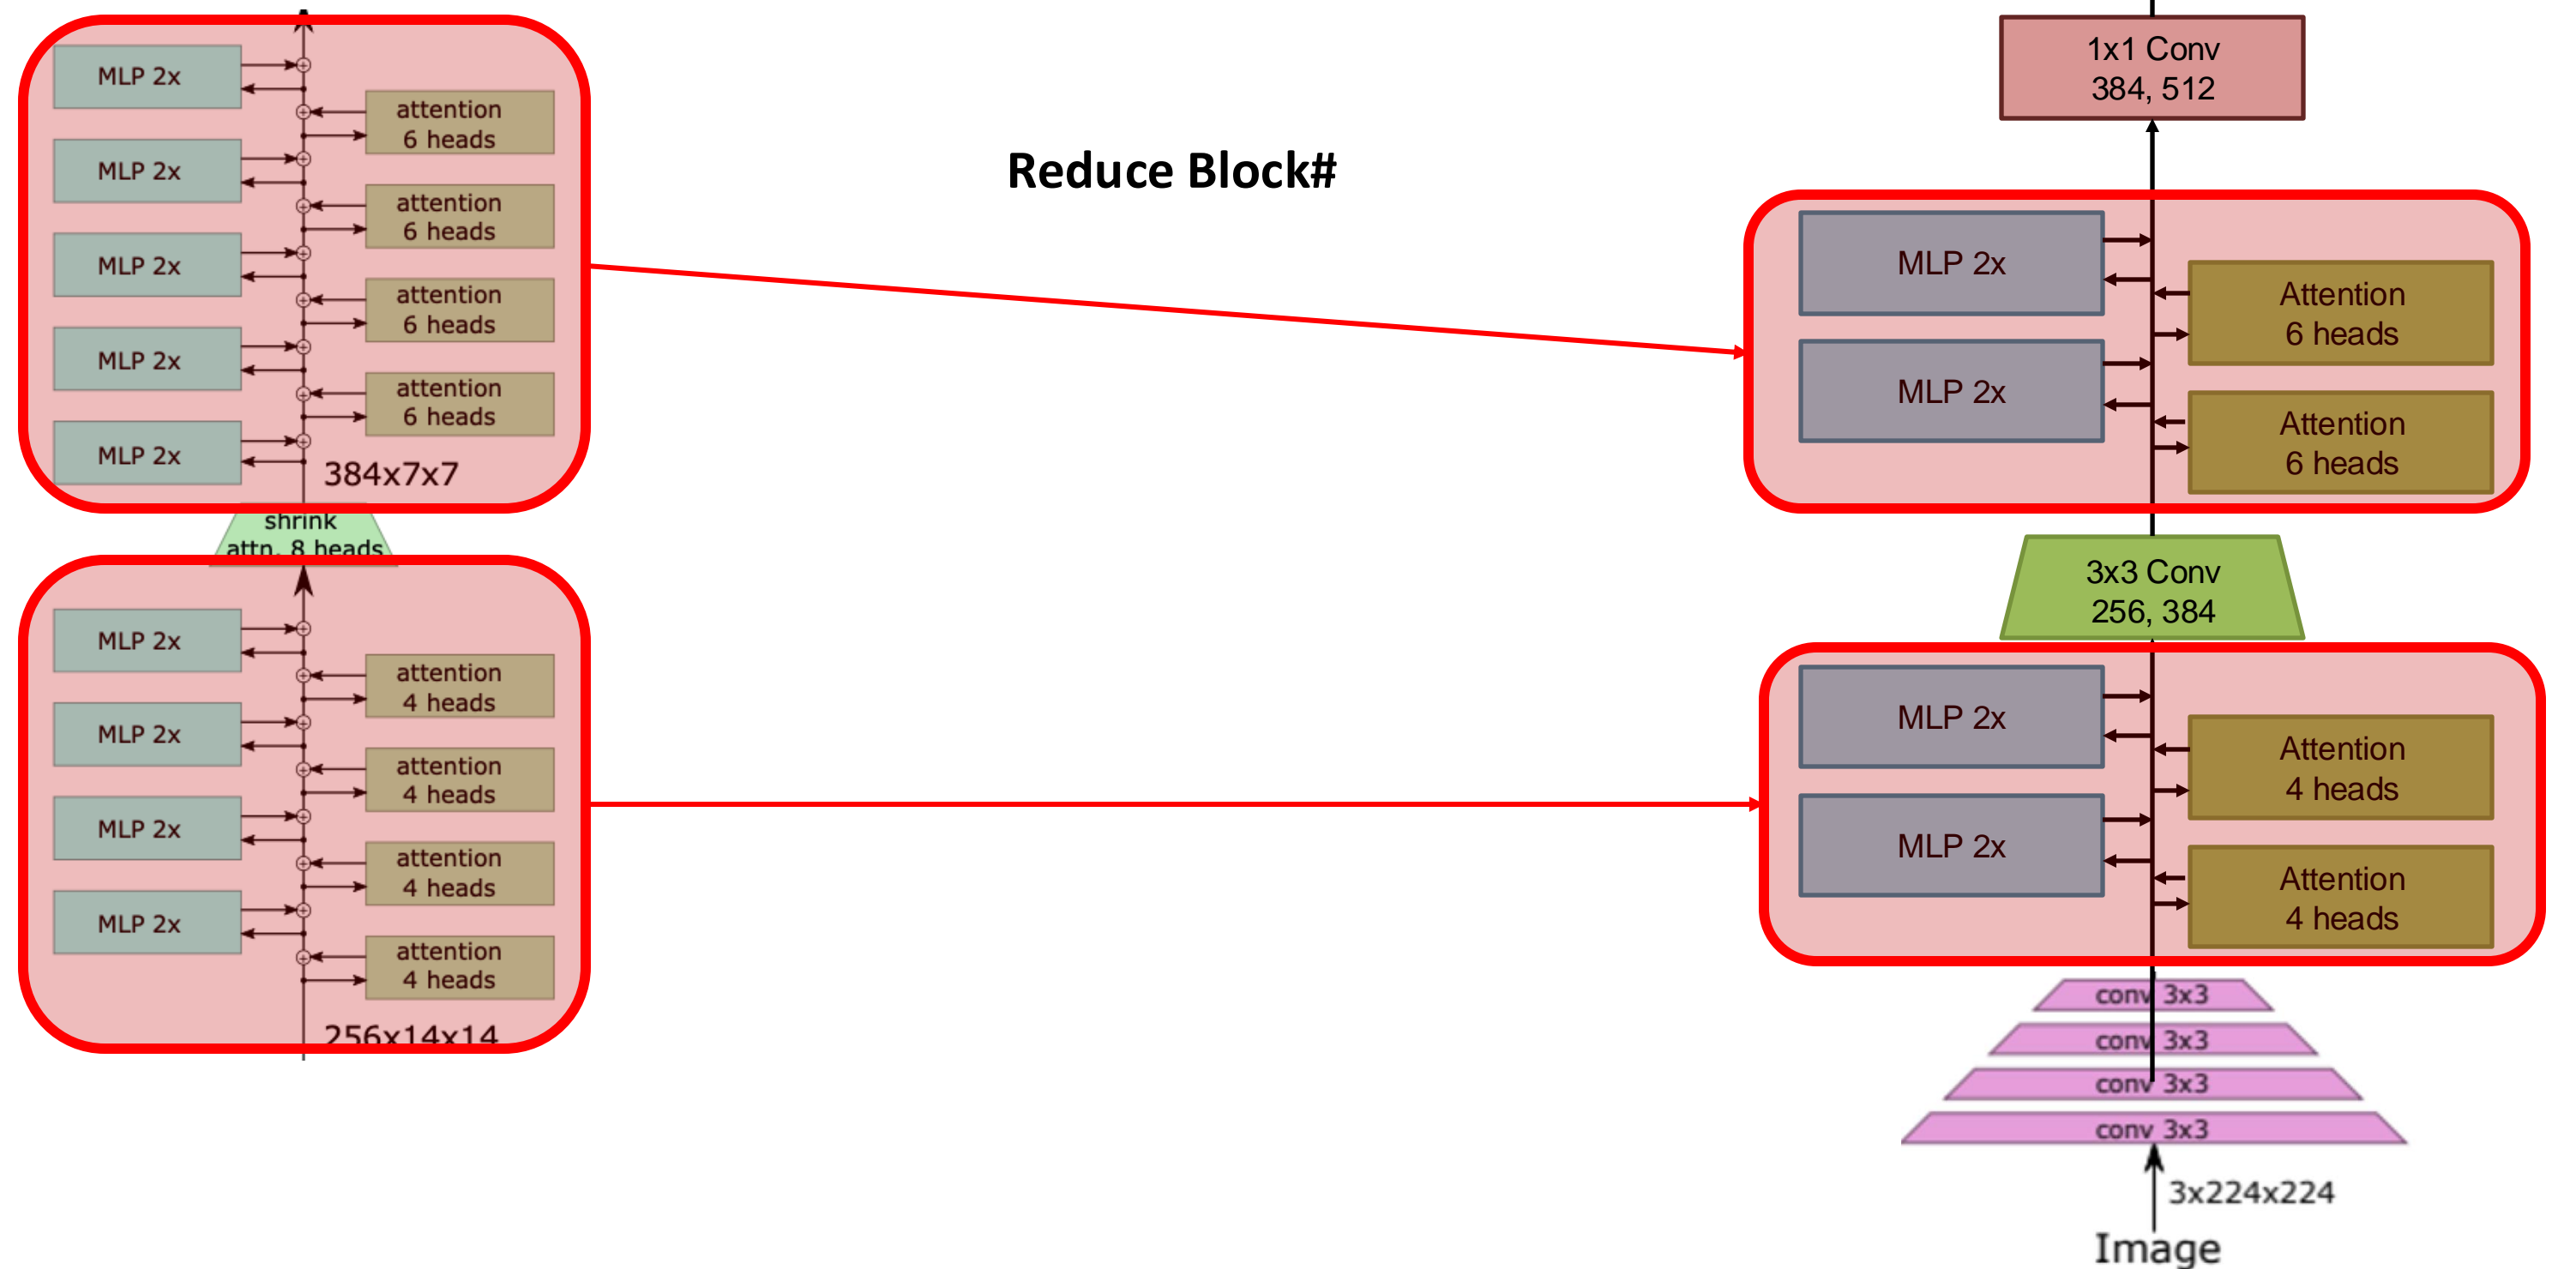 MLP 2x
attention
6 heads
MLP 2x
attention
6 heads
MLP 2x
attention
6 heads
MLP 2x
attention
6 heads
MLP 2x
384x7x7
shrink
attn, 8 heads
MLP 2x
attention
4 heads
MLP 2x
attention
4 heads
MLP 2x
attention
4 heads
MLP 2x
attention
4 heads
256x14x14
Reduce Block#
1x1 Conv
384, 512
MLP 2x
Attention
6 heads
MLP 2x
Attention
6 heads
3x3 Conv
256, 384
MLP 2x
Attention
4 heads
MLP 2x
Attention
4 heads
conv 3x3
conv 3x3
conv 3x3
conv 3x3
3x224x224
Image